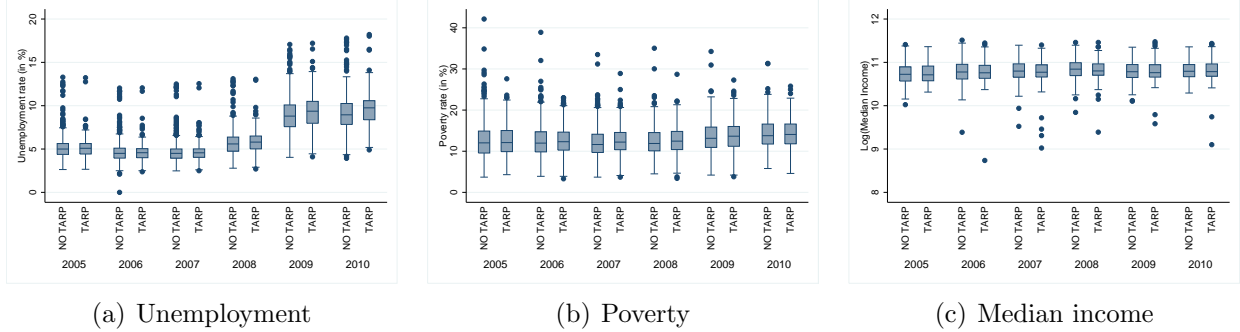 Unemployment rate (in %)
20
15
10
5
0
NO TARP TARP NO TARP TARP NO TARP TARP NO TARP TARP NO TARP TARP NO TARP TARP
2005 2006 2007 2008 2009 2010
(a) Unemployment
Poverty rate (in %)
40
30
20
10
0
NO TARP TARP NO TARP TARP NO TARP TARP NO TARP TARP NO TARP TARP NO TARP TARP
2005 2006 2007 2008 2009 2010
(b) Poverty
Log(Median Income)
12
11
10
9
8
NO TARP TARP NO TARP TARP NO TARP TARP NO TARP TARP NO TARP TARP NO TARP TARP
2005 2006 2007 2008 2009 2010
(c) Median income